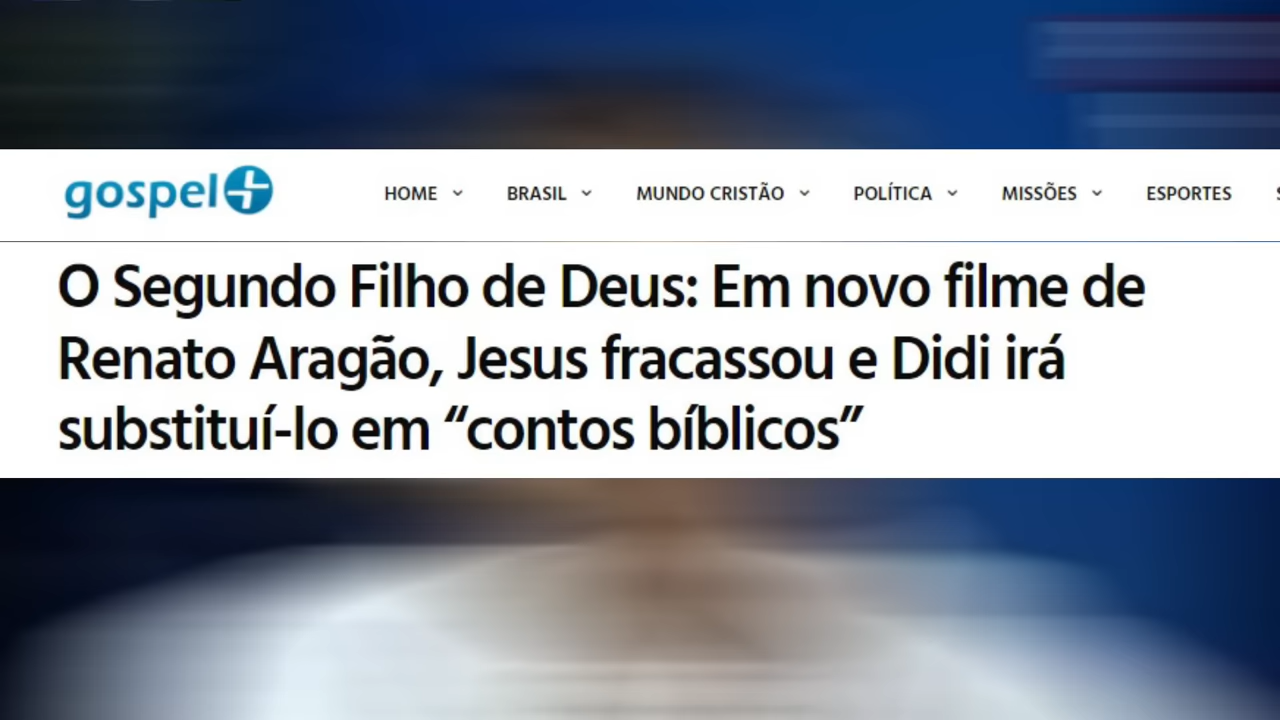 gospel+
HOME BRASIL MUNDO CRISTÃO POLÍTICA MISSÕES ESPORTES
O Segundo Filho de Deus: Em novo filme de
Renato Aragão, Jesus fracassou e Didi irá
substituí-lo em “contos bíblicos”